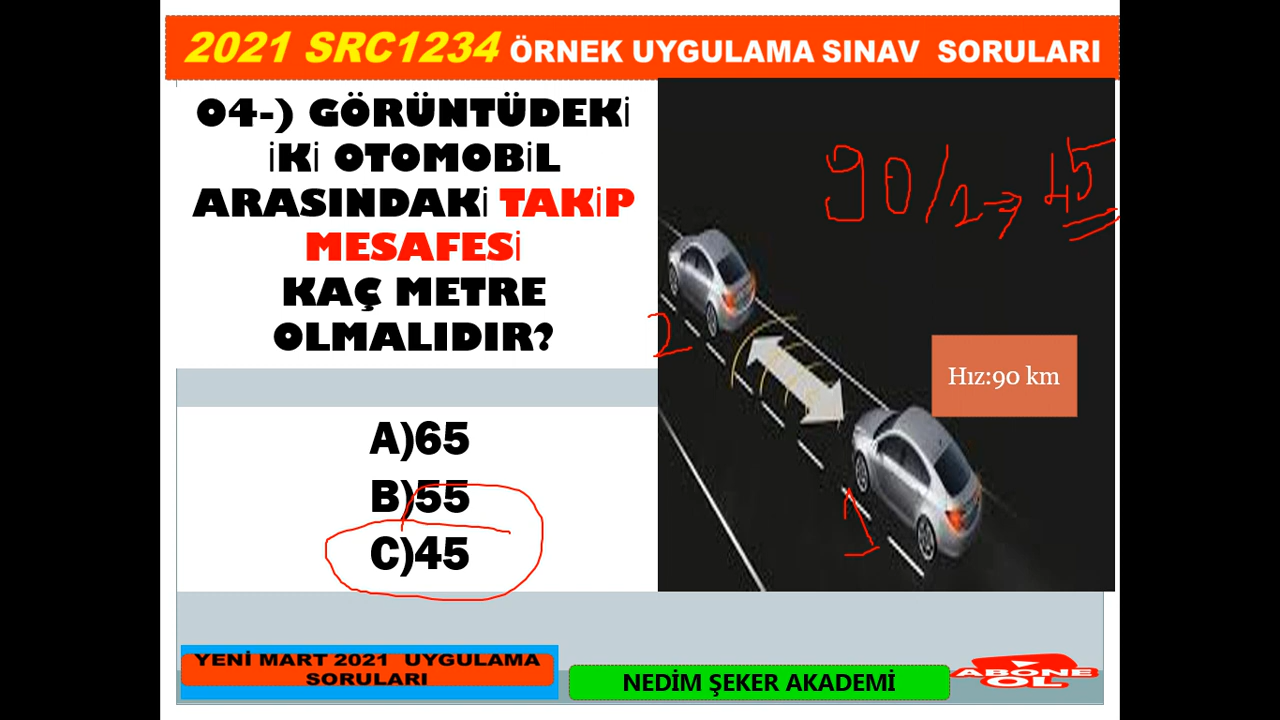 2021 SRC1234 ÖRNEK UYGULAMA SINAV SORULARI
04-) GÖRÜNTÜDEKİ
İKİ OTOMOBİL
ARASINDAKİ TAKİP
MESAFESİ
KAÇ METRE
OLMALIDIR?
A)65
B)55
C)45
90/2→45
2
Hız:90 km
1
YENİ MART 2021 UYGULAMA
SORULARI
NEDİM ŞEKER AKADEMİ
ABONE
OL